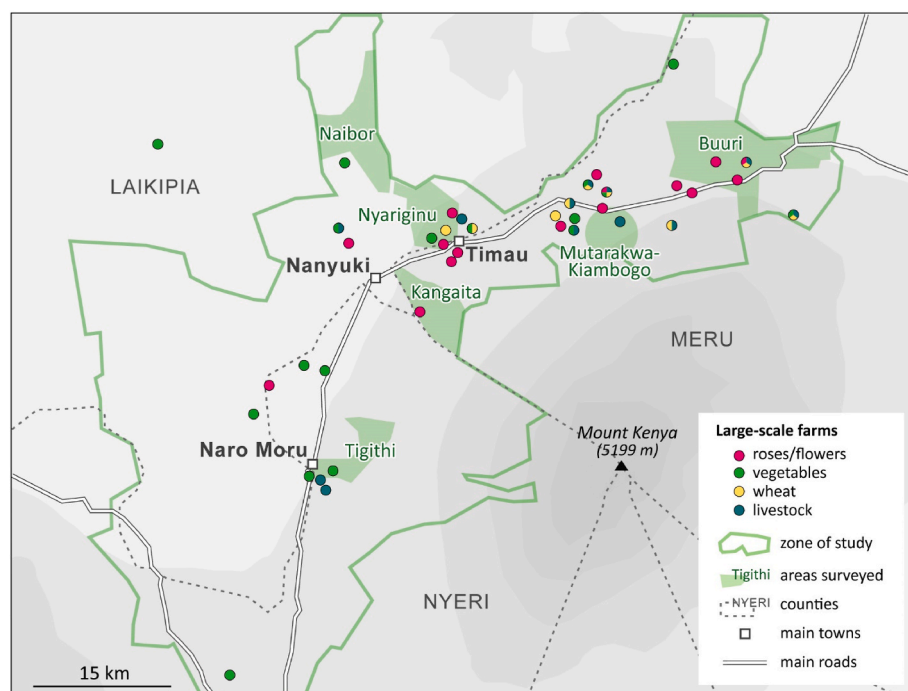 Naibor
Buuri
LAIKIPIA
Nyariginu
Timau
Mutarakwa-
Kiambogo
Nanyuki
Kangaita
MERU
Mount Kenya
(5199 m)
Naro Moru
Tigithi
NYERI
15 km
Large-scale farms
roses/flowers
vegetables
wheat
livestock
zone of study
Tigithi areas surveyed
NYERI counties
main towns
main roads